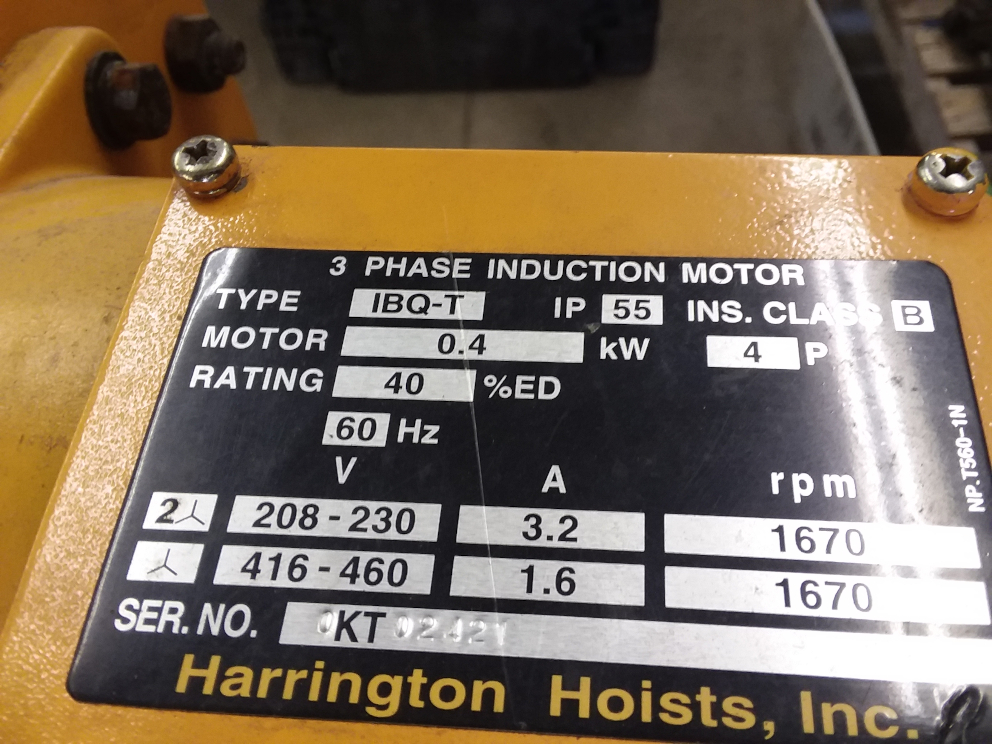 3 PHASE INDUCTION MOTOR
TYPE IBQ-T IP 55 INS. CLASS B
MOTOR 0.4 kW 4 P
RATING 40 %ED
60 Hz
V A rpm
2 208-230 3.2 1670
416-460 1.6 1670
SER. NO. KT
Harrington Hoists, Inc.
NP.T560-1N